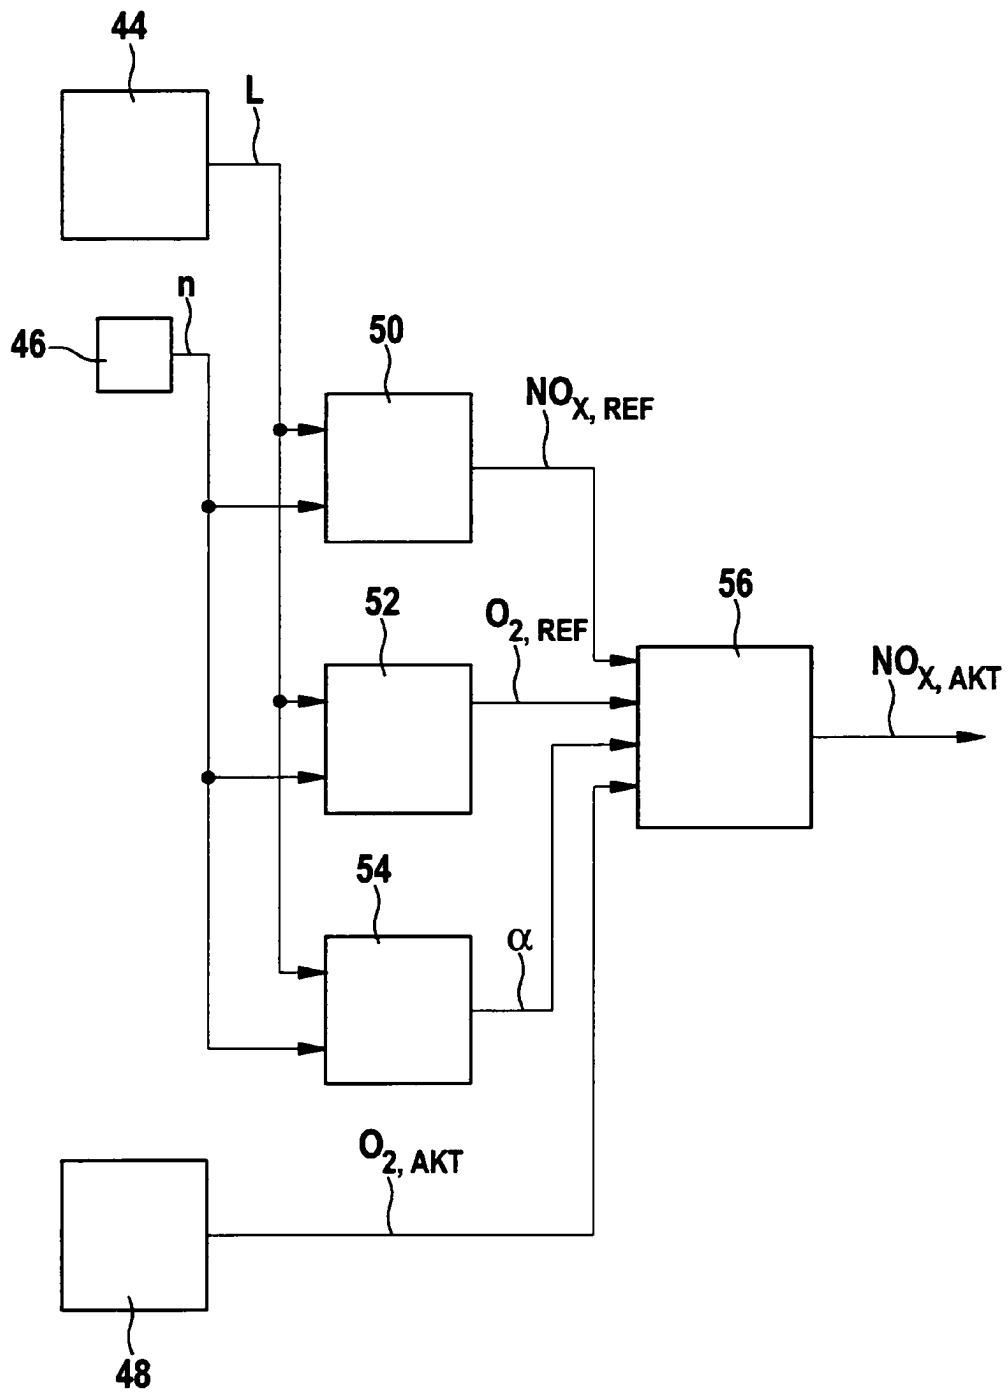 44
L
n
46
50
NOX, REF
52
O2, REF
56
NOX, AKT
54
α
O2, AKT
48